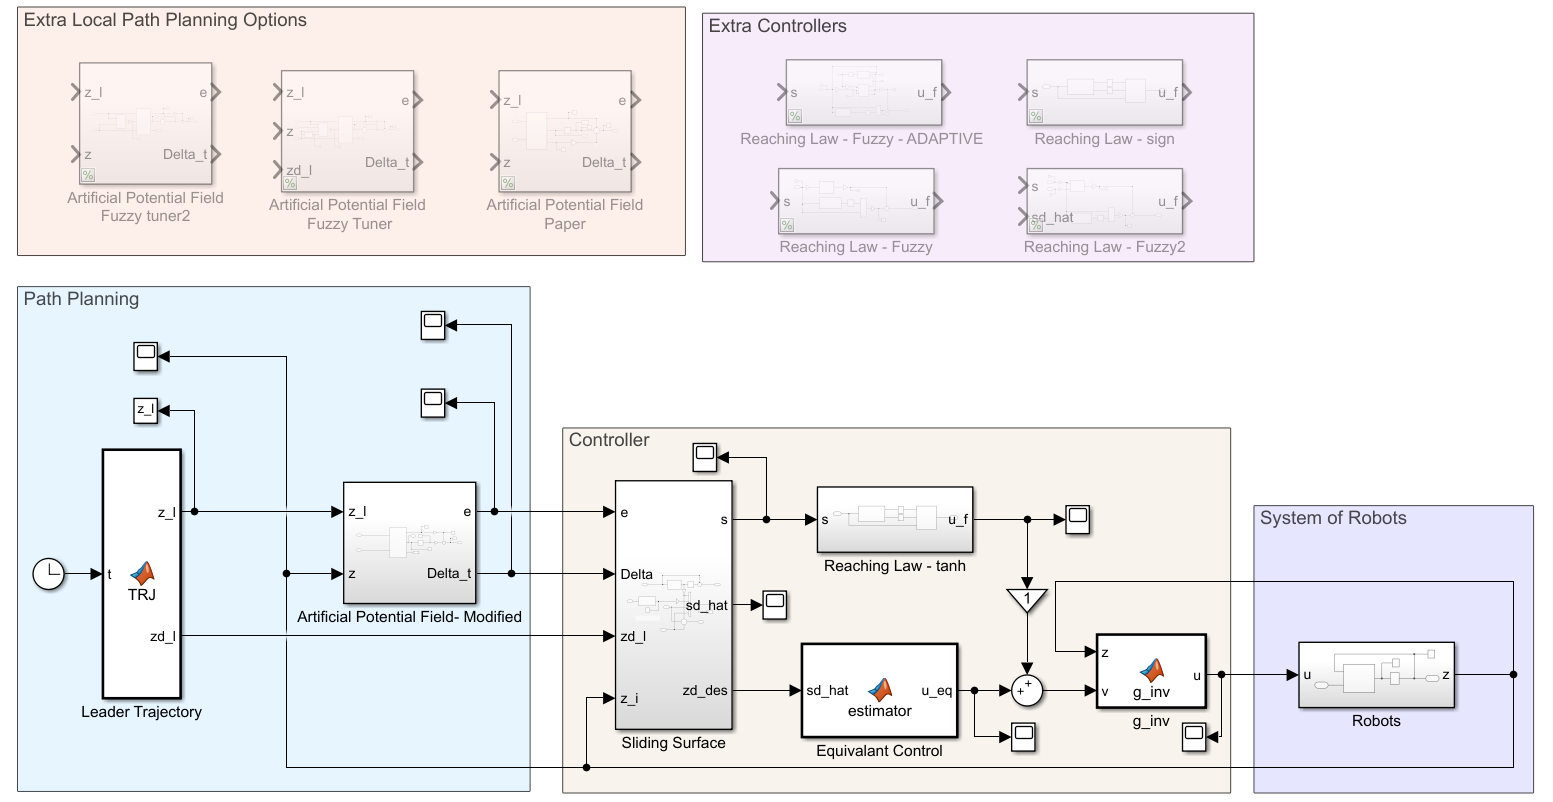 Extra Local Path Planning Options
z_l
e
z
Delta_t
%
Artificial Potential Field
Fuzzy tuner2
z_l
e
z
Delta_t
zd_l
%
Artificial Potential Field
Fuzzy Tuner
z_l
e
z
Delta_t
%
Artificial Potential Field
Paper
Extra Controllers
s
u_f
%
Reaching Law - Fuzzy - ADAPTIVE
s
u_f
%
Reaching Law - sign
s
u_f
%
Reaching Law - Fuzzy
s
u_f
sd_hat
%
Reaching Law - Fuzzy2
Path Planning
z_l
t
z_l
TRJ
zd_l
Leader Trajectory
z_l
e
z
Delta_t
Artificial Potential Field- Modified
Controller
e
s
Delta
sd_hat
zd_l
zd_des
z_i
Sliding Surface
s
u_f
Reaching Law - tanh
1
sd_hat
u_eq
estimator
Equivalant Control
+
+
z
u
v
g_inv
g_inv
System of Robots
u
z
Robots